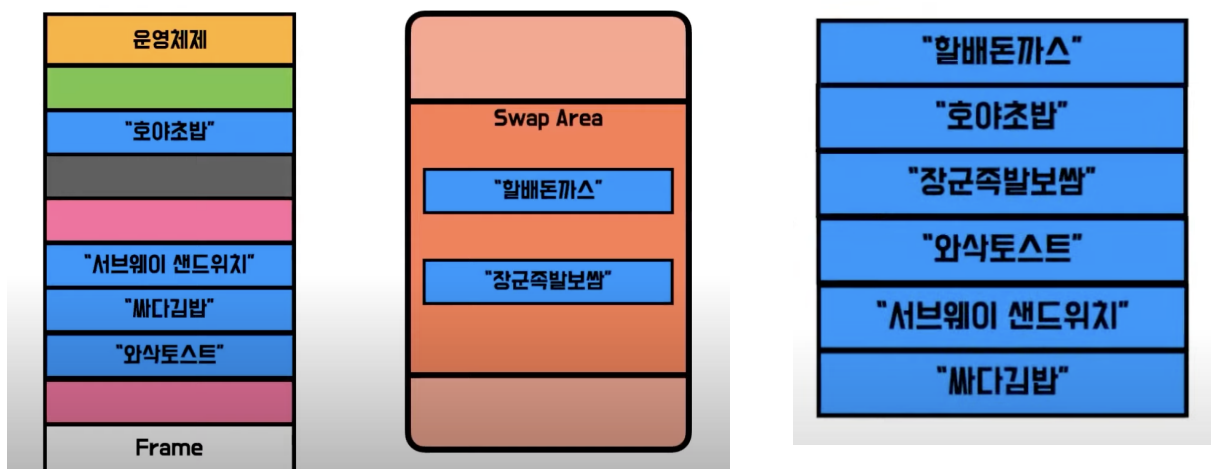 운영체제
"호야초밥"
"서브웨이 샌드위치"
"싸다김밥"
"와삭토스트"
Frame
Swap Area
"할배돈까스"
"장군족발보쌈"
"할배돈까스"
"호야초밥"
"장군족발보쌈"
"와삭토스트"
"서브웨이 샌드위치"
"싸다김밥"